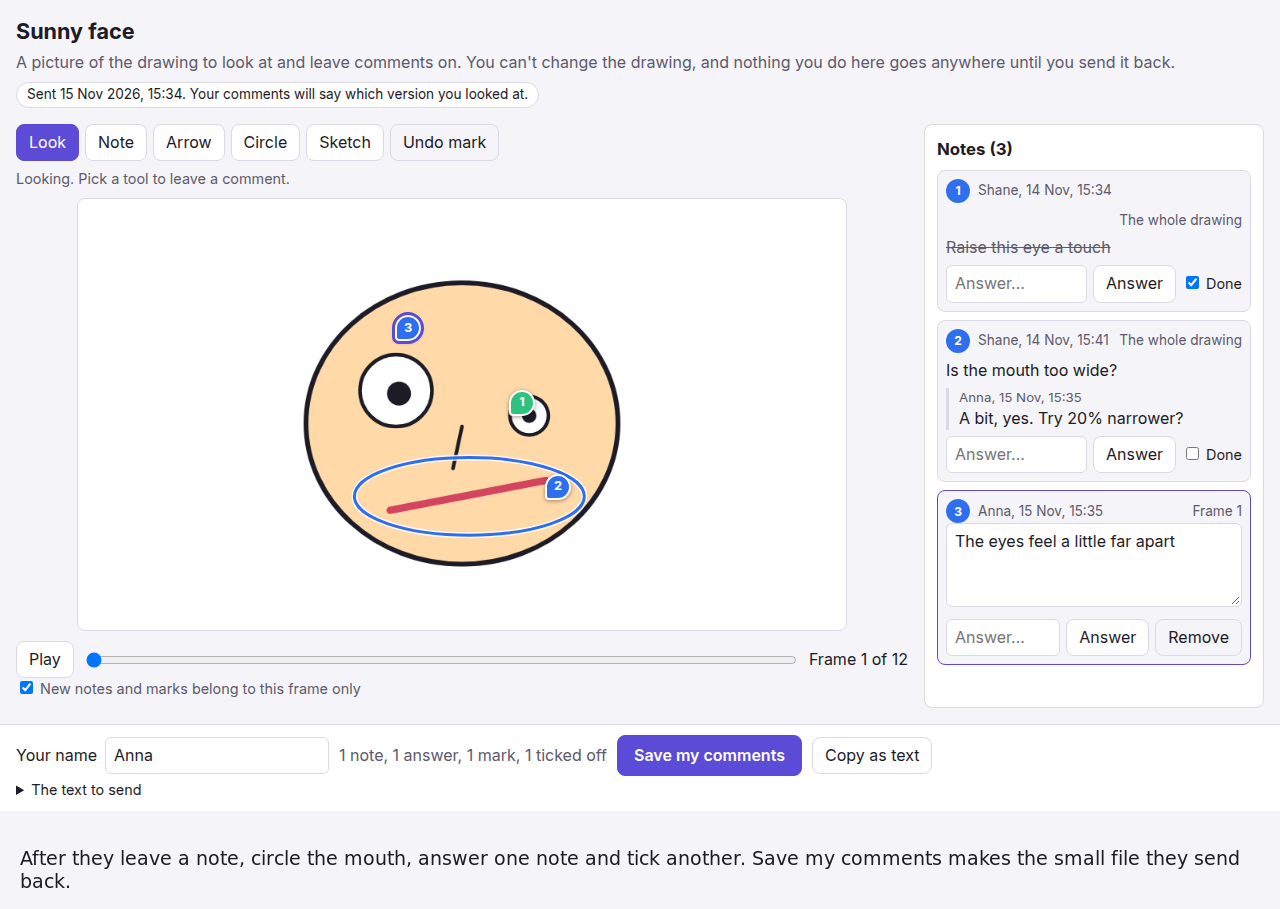 Sunny face
A picture of the drawing to look at and leave comments on. You can't change the drawing, and nothing you do here goes anywhere until you send it back.
Sent 15 Nov 2026, 15:34. Your comments will say which version you looked at.
Look Note Arrow Circle Sketch Undo mark
Looking. Pick a tool to leave a comment.
3
1
2
Play Frame 1 of 12
New notes and marks belong to this frame only
Notes (3)
1 Shane, 14 Nov, 15:34
The whole drawing
Raise this eye a touch
Answer... Answer Done
2 Shane, 14 Nov, 15:41 The whole drawing
Is the mouth too wide?
Anna, 15 Nov, 15:35
A bit, yes. Try 20% narrower?
Answer... Answer Done
3 Anna, 15 Nov, 15:35 Frame 1
The eyes feel a little far apart
Answer... Answer Remove
Your name Anna 1 note, 1 answer, 1 mark, 1 ticked off Save my comments Copy as text
The text to send
After they leave a note, circle the mouth, answer one note and tick another. Save my comments makes the small file they send
back.